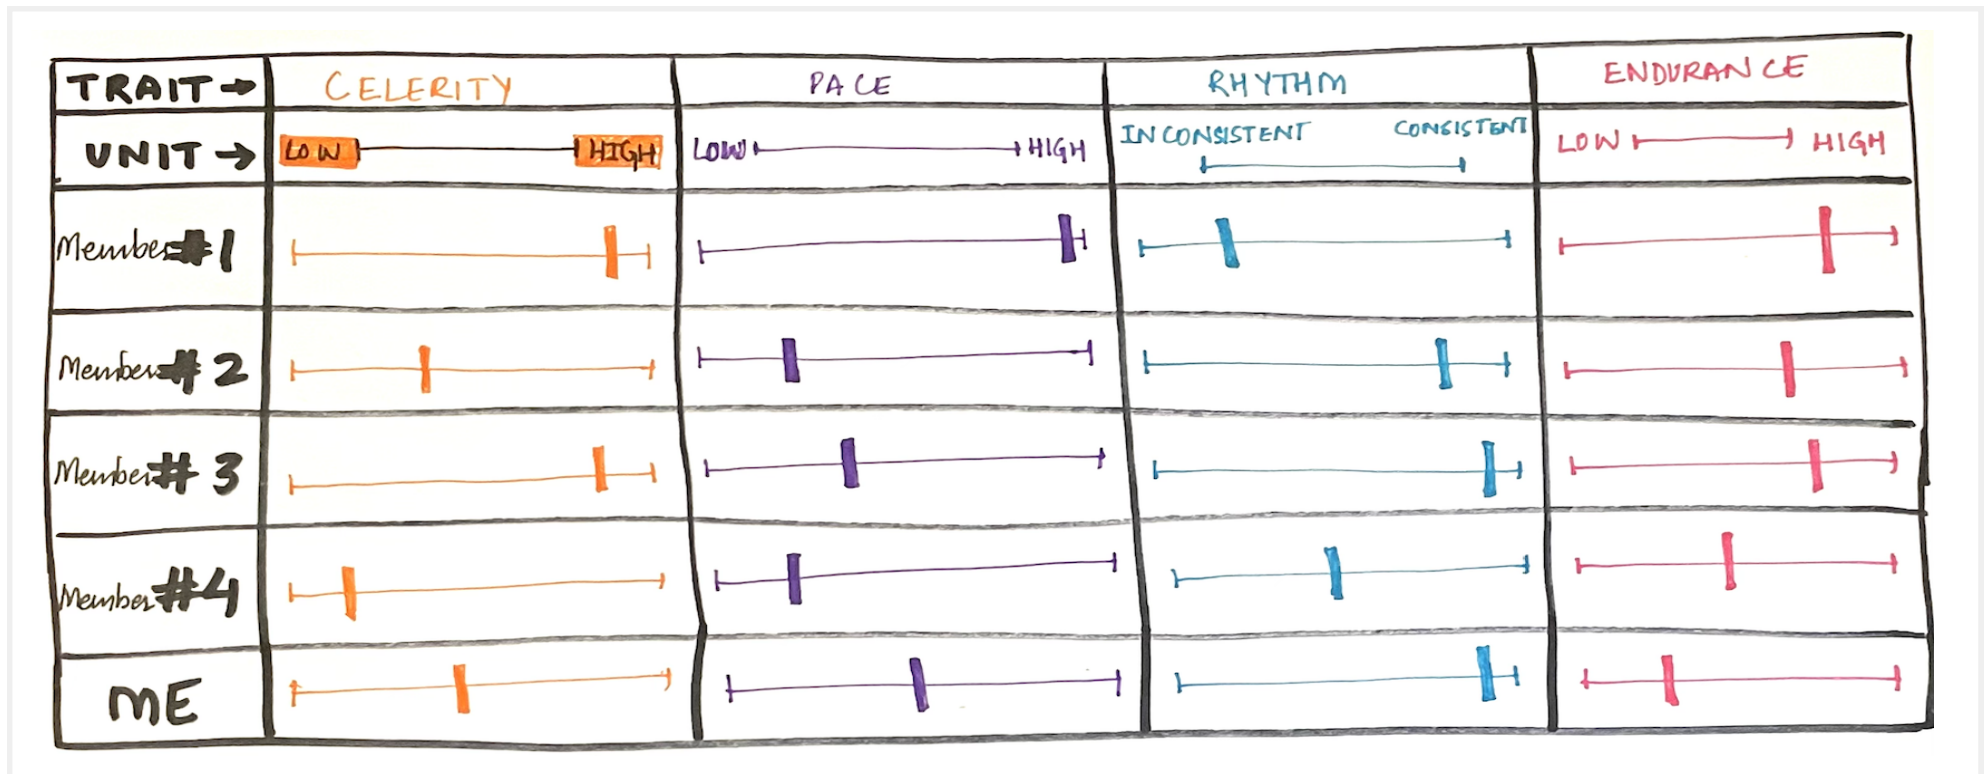 TRAIT → CELERITY PACE RHYTHM ENDURANCE
UNIT → LOW HIGH LOW HIGH INCONSISTENT CONSISTENT LOW HIGH
Member #1
Member #2
Member #3
Member #4
ME